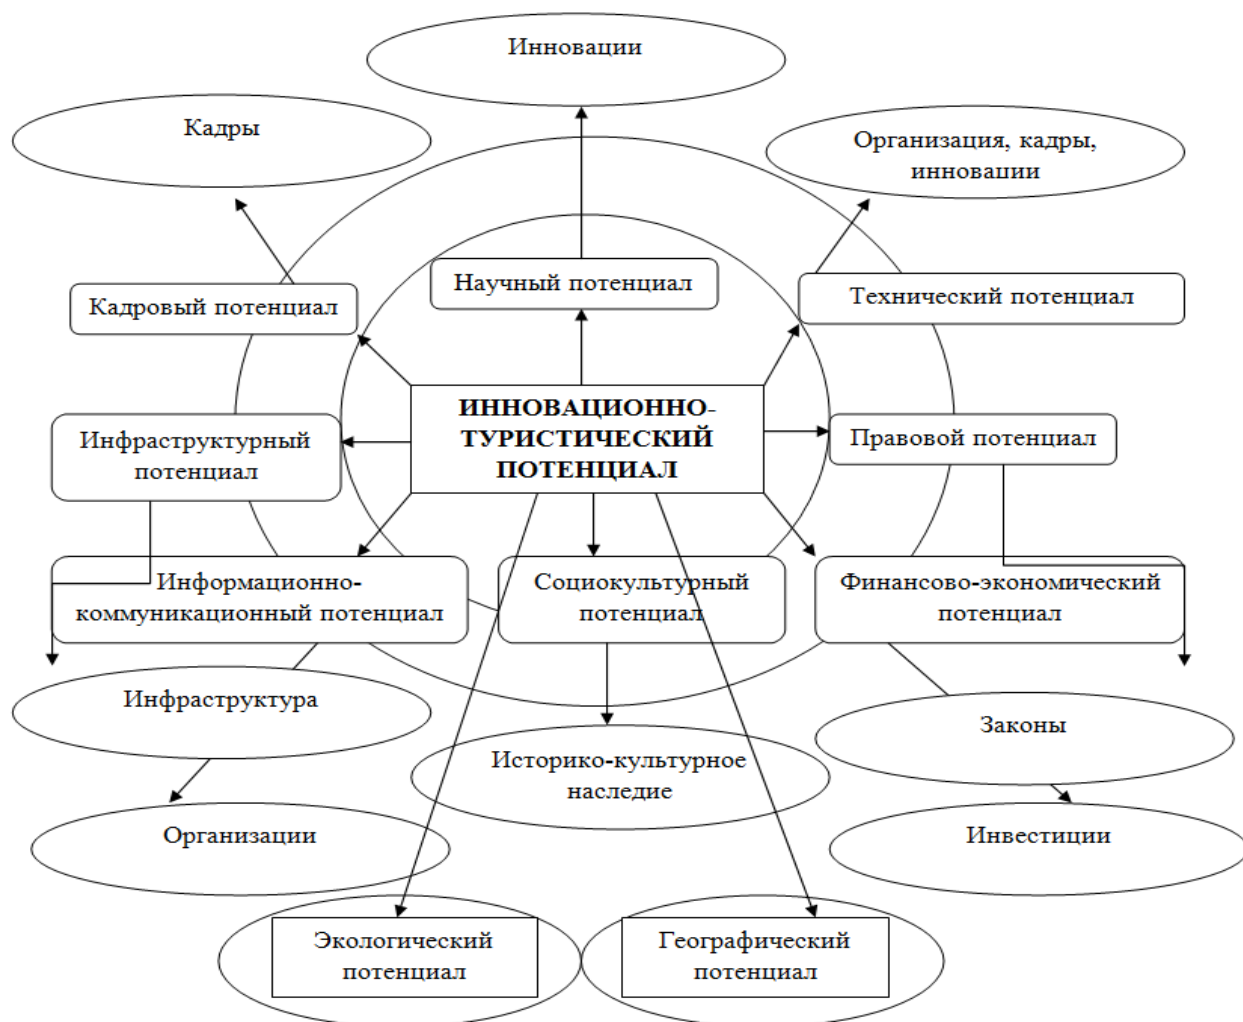 Инновации
Кадры
Организация, кадры,
инновации
Научный потенциал
Кадровый потенциал
Технический потенциал
ИННОВАЦИОННО-
ТУРИСТИЧЕСКИЙ
ПОТЕНЦИАЛ
Инфраструктурный
потенциал
Правовой потенциал
Информационно-
коммуникационный потенциал
Социокультурный
потенциал
Финансово-экономический
потенциал
Инфраструктура
Законы
Историко-культурное
наследие
Организации
Инвестиции
Экологический
потенциал
Географический
потенциал